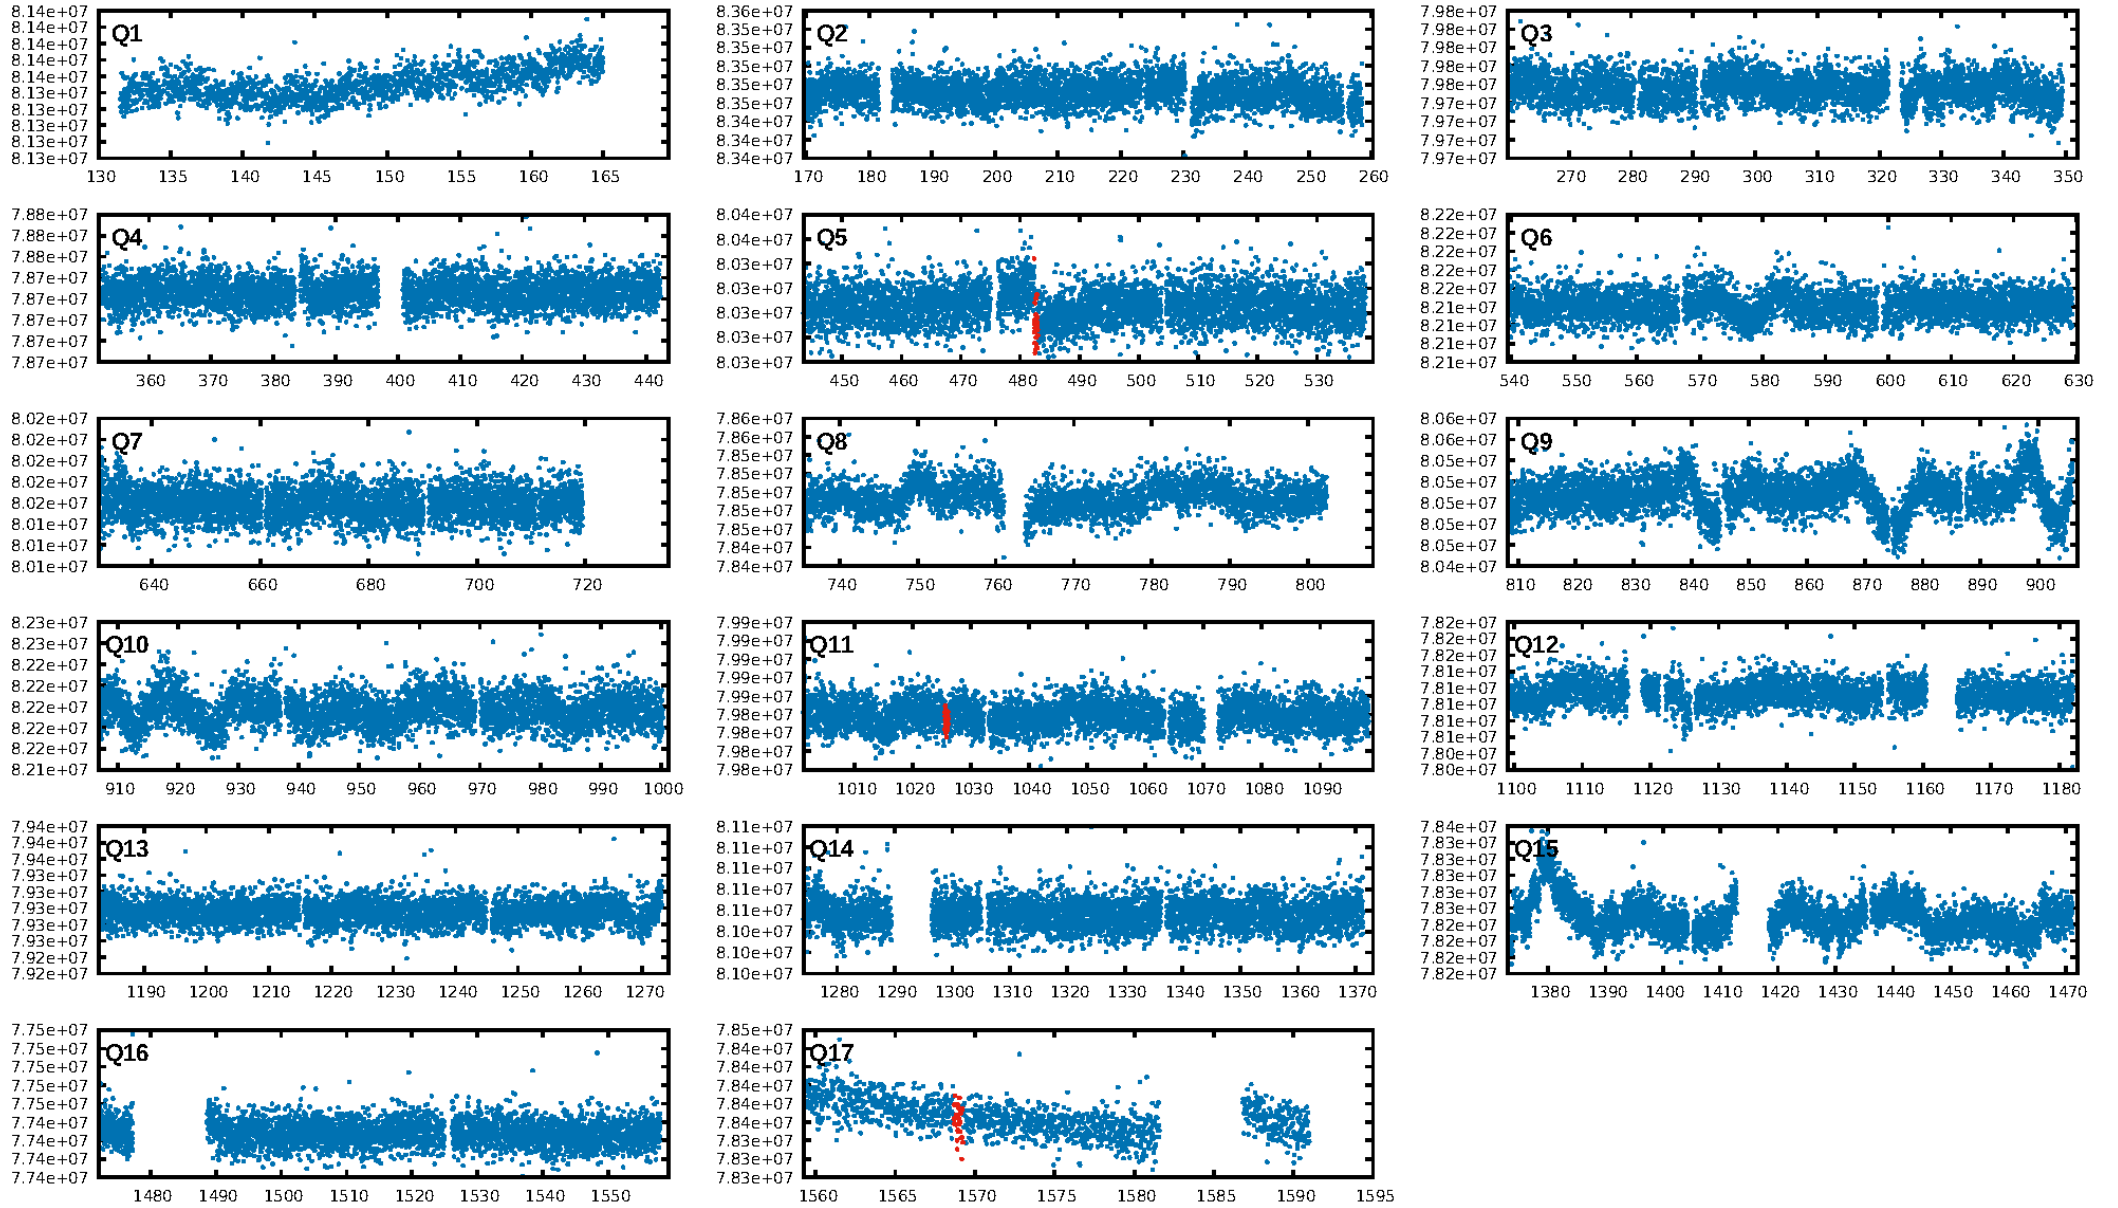 8.14e+07 8.14e+07 8.14e+07 8.14e+07 8.14e+07 8.13e+07 8.13e+07 8.13e+07 8.13e+07 8.13e+07
Q1
130 135 140 145 150 155 160 165
8.36e+07 8.35e+07 8.35e+07 8.35e+07 8.35e+07 8.35e+07 8.34e+07 8.34e+07 8.34e+07
Q2
170 180 190 200 210 220 230 240 250 260
7.98e+07 7.98e+07 7.98e+07 7.98e+07 7.97e+07 7.97e+07 7.97e+07 7.97e+07
Q3
270 280 290 300 310 320 330 340 350
7.88e+07 7.88e+07 7.88e+07 7.87e+07 7.87e+07 7.87e+07 7.87e+07 7.87e+07
Q4
360 370 380 390 400 410 420 430 440
8.04e+07 8.04e+07 8.03e+07 8.03e+07 8.03e+07 8.03e+07 8.03e+07
Q5
450 460 470 480 490 500 510 520 530
8.22e+07 8.22e+07 8.22e+07 8.22e+07 8.21e+07 8.21e+07 8.21e+07 8.21e+07
Q6
540 550 560 570 580 590 600 610 620 630
8.02e+07 8.02e+07 8.02e+07 8.02e+07 8.02e+07 8.01e+07 8.01e+07 8.01e+07
Q7
640 660 680 700 720
7.86e+07 7.86e+07 7.85e+07 7.85e+07 7.85e+07 7.85e+07 7.85e+07 7.84e+07 7.84e+07
Q8
740 750 760 770 780 790 800
8.06e+07 8.06e+07 8.05e+07 8.05e+07 8.05e+07 8.05e+07 8.05e+07 8.04e+07
Q9
810 820 830 840 850 860 870 880 890 900
8.23e+07 8.23e+07 8.22e+07 8.22e+07 8.22e+07 8.22e+07 8.22e+07 8.21e+07
Q10
910 920 930 940 950 960 970 980 990 1000
7.99e+07 7.99e+07 7.99e+07 7.99e+07 7.99e+07 7.98e+07 7.98e+07 7.98e+07 7.98e+07
Q11
1010 1020 1030 1040 1050 1060 1070 1080 1090
7.82e+07 7.82e+07 7.82e+07 7.81e+07 7.81e+07 7.81e+07 7.81e+07 7.81e+07 7.80e+07 7.80e+07
Q12
1100 1110 1120 1130 1140 1150 1160 1170 1180
7.94e+07 7.94e+07 7.94e+07 7.93e+07 7.93e+07 7.93e+07 7.93e+07 7.93e+07 7.92e+07 7.92e+07
Q13
1190 1200 1210 1220 1230 1240 1250 1260 1270
8.11e+07 8.11e+07 8.11e+07 8.11e+07 8.11e+07 8.10e+07 8.10e+07 8.10e+07
Q14
1280 1290 1300 1310 1320 1330 1340 1350 1360 1370
7.84e+07 7.83e+07 7.83e+07 7.83e+07 7.83e+07 7.83e+07 7.82e+07 7.82e+07 7.82e+07 7.82e+07
Q15
1380 1390 1400 1410 1420 1430 1440 1450 1460 1470
7.75e+07 7.75e+07 7.75e+07 7.75e+07 7.75e+07 7.74e+07 7.74e+07 7.74e+07 7.74e+07
Q16
1480 1490 1500 1510 1520 1530 1540 1550
7.85e+07 7.84e+07 7.84e+07 7.84e+07 7.84e+07 7.84e+07 7.83e+07 7.83e+07 7.83e+07
Q17
1560 1565 1570 1575 1580 1585 1590 1595